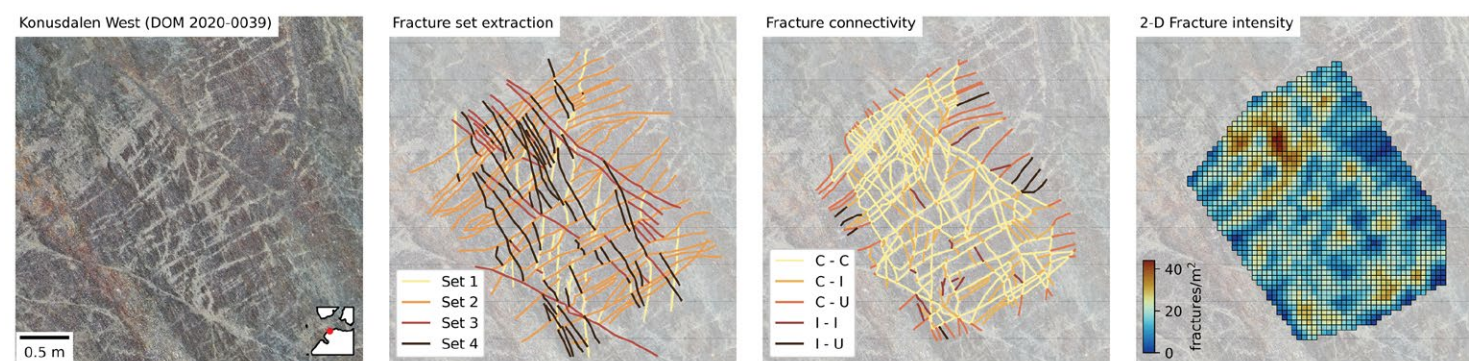 Konusdalen West (DOM 2020-0039)
0.5 m
Fracture set extraction
Set 1
Set 2
Set 3
Set 4
Fracture connectivity
C - C
C - I
C - U
I - I
I - U
2-D Fracture intensity
40
20
0
fractures/m²